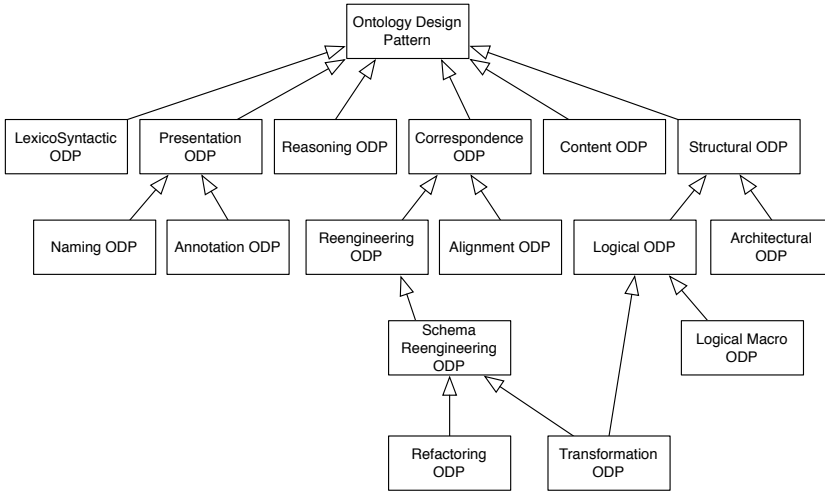 Ontology Design
Pattern
LexicoSyntactic
ODP
Presentation
ODP
Reasoning ODP
Correspondence
ODP
Content ODP
Structural ODP
Naming ODP
Annotation ODP
Reengineering
ODP
Alignment ODP
Logical ODP
Architectural
ODP
Schema
Reengineering
ODP
Logical Macro
ODP
Refactoring
ODP
Transformation
ODP